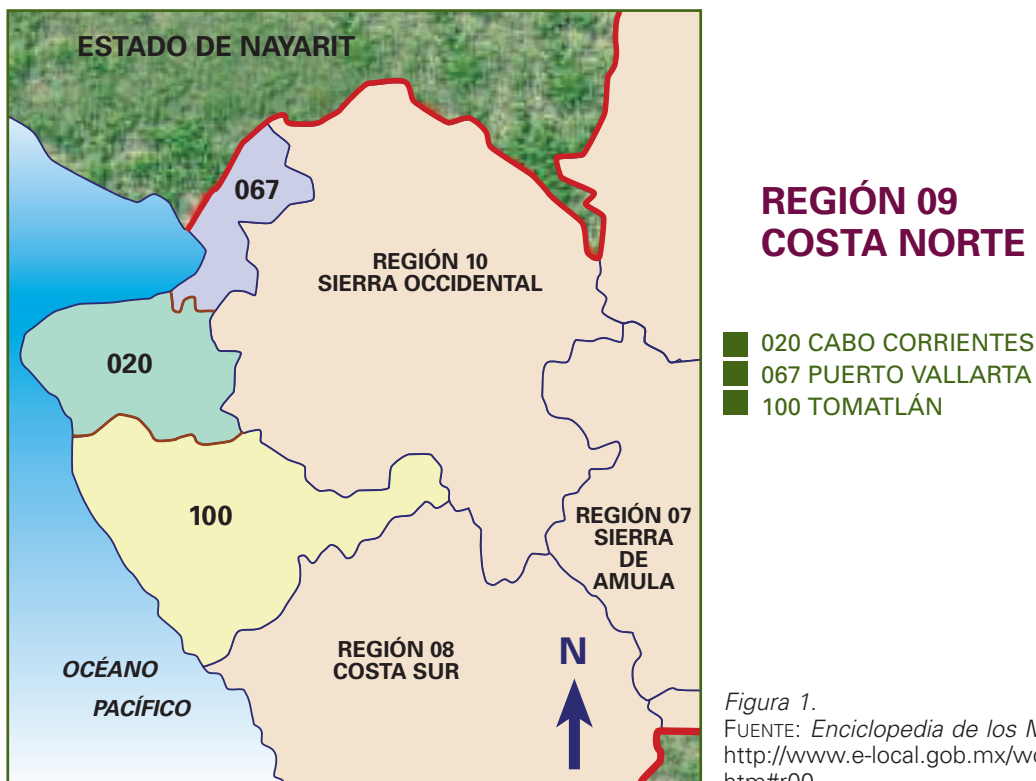 ESTADO DE NAYARIT
067
REGIÓN 10
SIERRA OCCIDENTAL
020
100
REGIÓN 07
SIERRA
DE
AMULA
REGIÓN 08
COSTA SUR
N
OCÉANO
PACÍFICO
REGIÓN 09
COSTA NORTE
020 CABO CORRIENTES
067 PUERTO VALLARTA
100 TOMATLÁN
Figura 1.
FUENTE: Enciclopedia de los M
http://www.e-local.gob.mx/wo